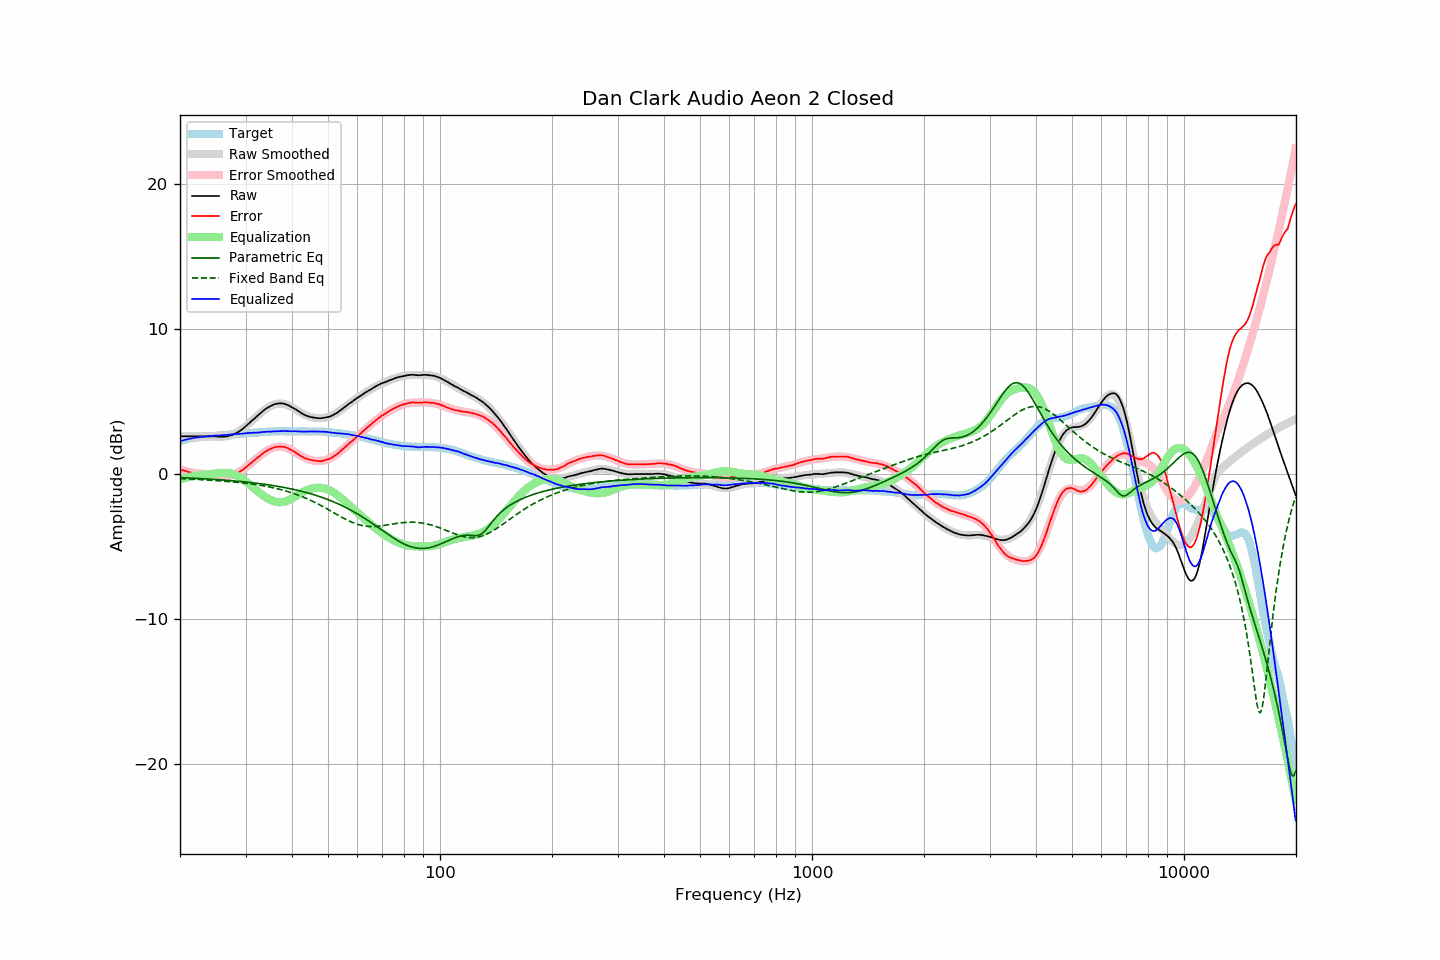 Dan Clark Audio Aeon 2 Closed
Target
Raw Smoothed
Error Smoothed
Raw
Error
Equalization
Parametric Eq
Fixed Band Eq
Equalized
20
10
0
−10
−20
Amplitude (dBr)
100
1000
10000
Frequency (Hz)